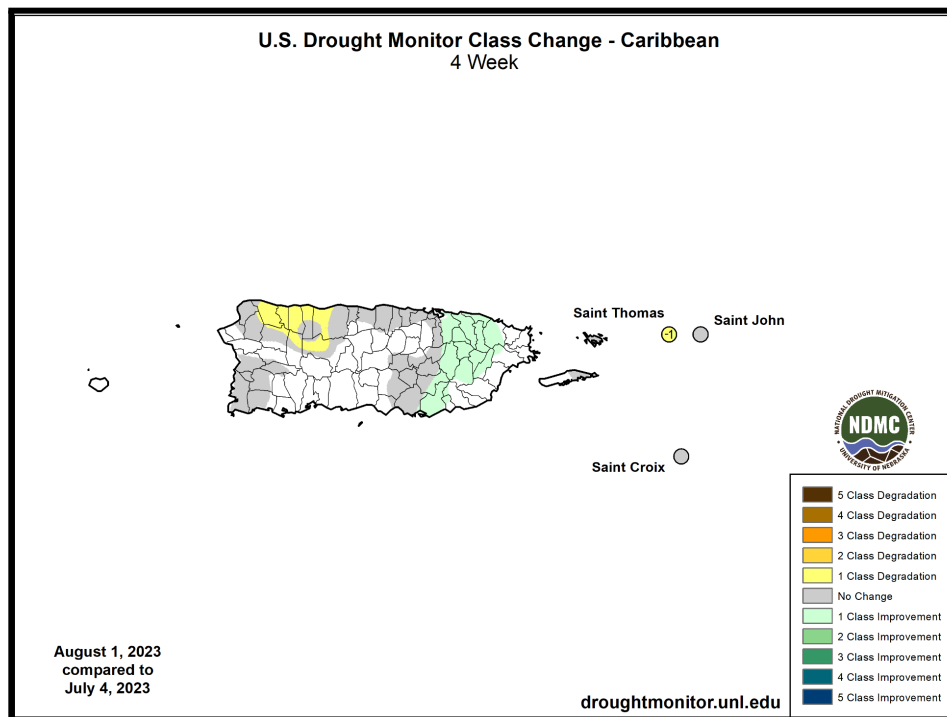 U.S. Drought Monitor Class Change - Caribbean
4 Week
Saint Thomas
-1
Saint John
Saint Croix
NATIONAL DROUGHT MITIGATION CENTER
NDMC
UNIVERSITY OF NEBRASKA
5 Class Degradation
4 Class Degradation
3 Class Degradation
2 Class Degradation
1 Class Degradation
No Change
1 Class Improvement
2 Class Improvement
3 Class Improvement
4 Class Improvement
5 Class Improvement
August 1, 2023
compared to
July 4, 2023
droughtmonitor.unl.edu